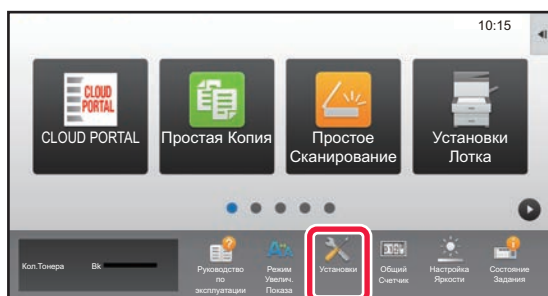 10:15
CLOUD
PORTAL
CLOUD PORTAL
Простая Копия
Простое
Сканирование
Установки
Лотка
Кол.Тонера
Bk
Руководство
по
эксплуатации
Режим
Увелич.
Показа
Установки
Общий
Счетчик
Настройка
Яркости
Состояние
Задания